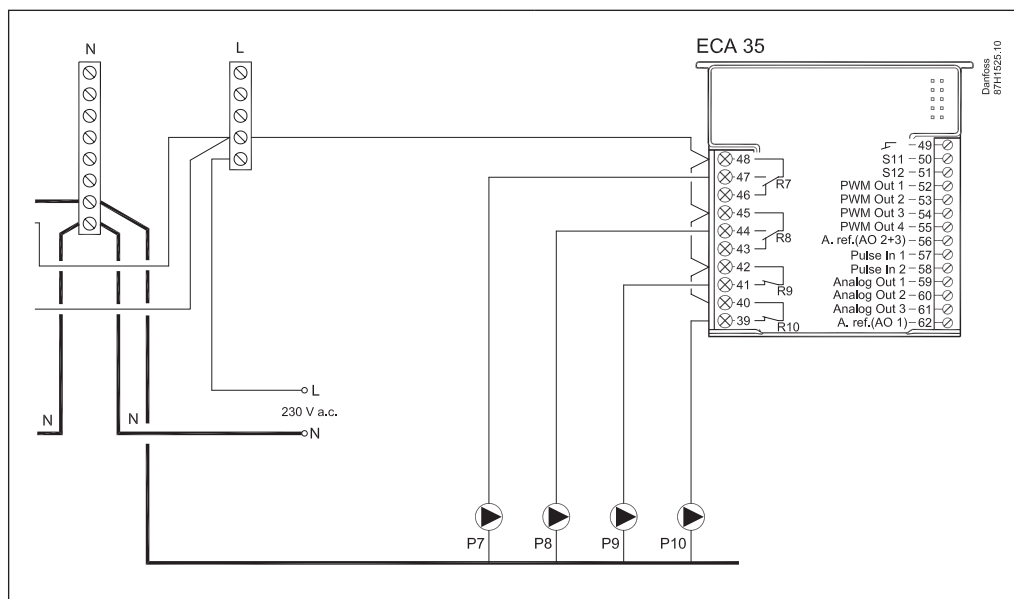 N
L
ECA 35
Danfoss
87H1525.10
48
47
R7
46
45
44
R8
43
42
41
R9
40
39
R10
49
S11 50
S12 51
PWM Out 1 52
PWM Out 2 53
PWM Out 3 54
PWM Out 4 55
A. ref.(AO 2+3) 56
Pulse In 1 57
Pulse In 2 58
Analog Out 1 59
Analog Out 2 60
Analog Out 3 61
A. ref.(AO 1) 62
L
230 V a.c.
N
N
N
P7
P8
P9
P10